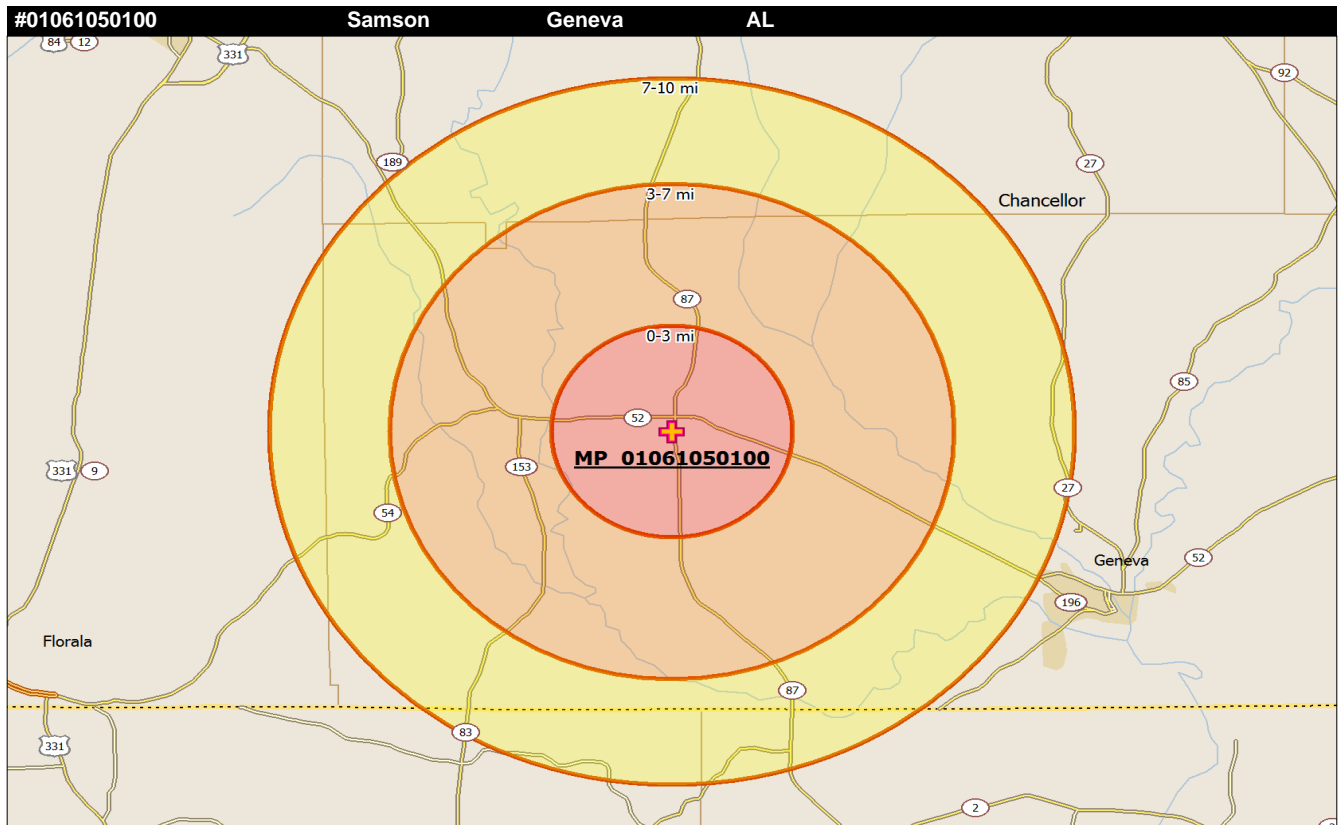 #01061050100 Samson Geneva AL
84 12
331
7-10 mi
92
189
27
3-7 mi
Chancellor
87
0-3 mi
85
52
MP 01061050100
153
331 9
27
54
Geneva
52
196
Florala
87
83
331
2